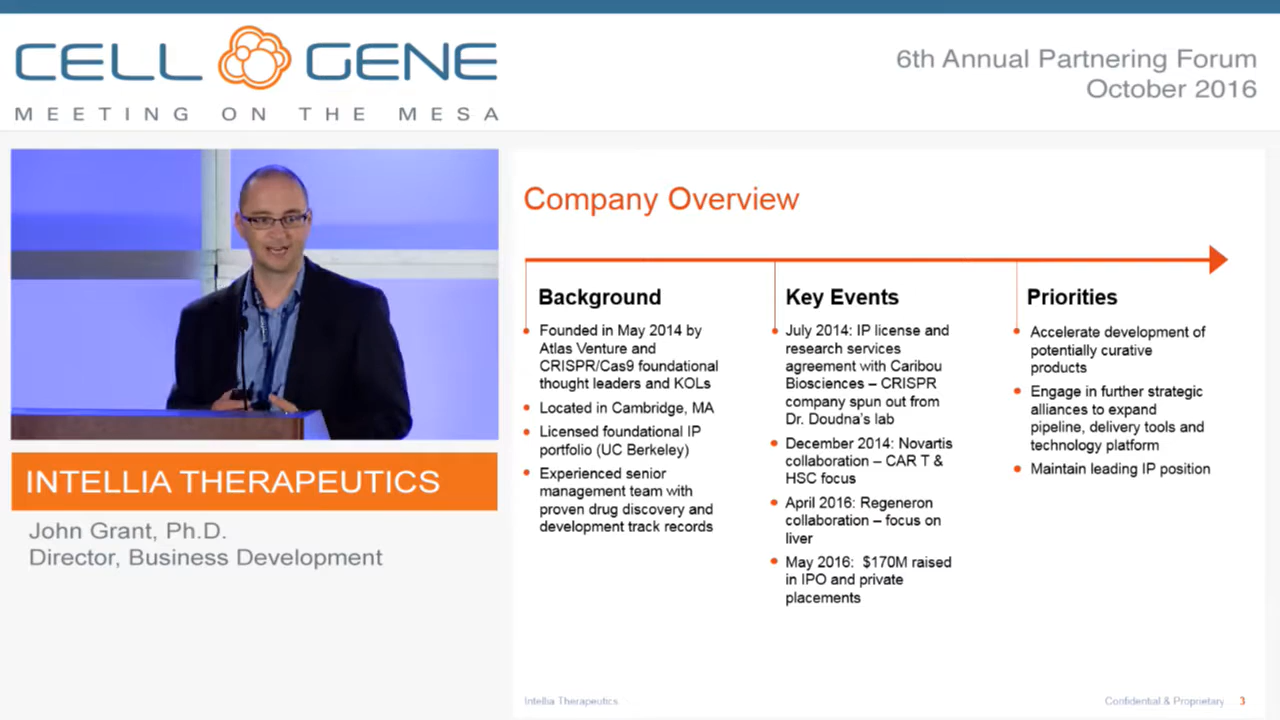 CELL GENE
MEETING ON THE MESA
6th Annual Partnering Forum
October 2016
INTELLIA THERAPEUTICS
John Grant, Ph.D.
Director, Business Development
Company Overview
Background
Founded in May 2014 by
Atlas Venture and
CRISPR/Cas9 foundational
thought leaders and KOLs
Located in Cambridge, MA
Licensed foundational IP
portfolio (UC Berkeley)
Experienced senior
management team with
proven drug discovery and
development track records
Key Events
July 2014: IP license and
research services
agreement with Caribou
Biosciences – CRISPR
company spun out from
Dr. Doudna's lab
December 2014: Novartis
collaboration – CAR T &
HSC focus
April 2016: Regeneron
collaboration – focus on
liver
May 2016: $170M raised
in IPO and private
placements
Priorities
Accelerate development of
potentially curative
products
Engage in further strategic
alliances to expand
pipeline, delivery tools and
technology platform
Maintain leading IP position
Intellia Therapeutics
Confidential & Proprietary 3